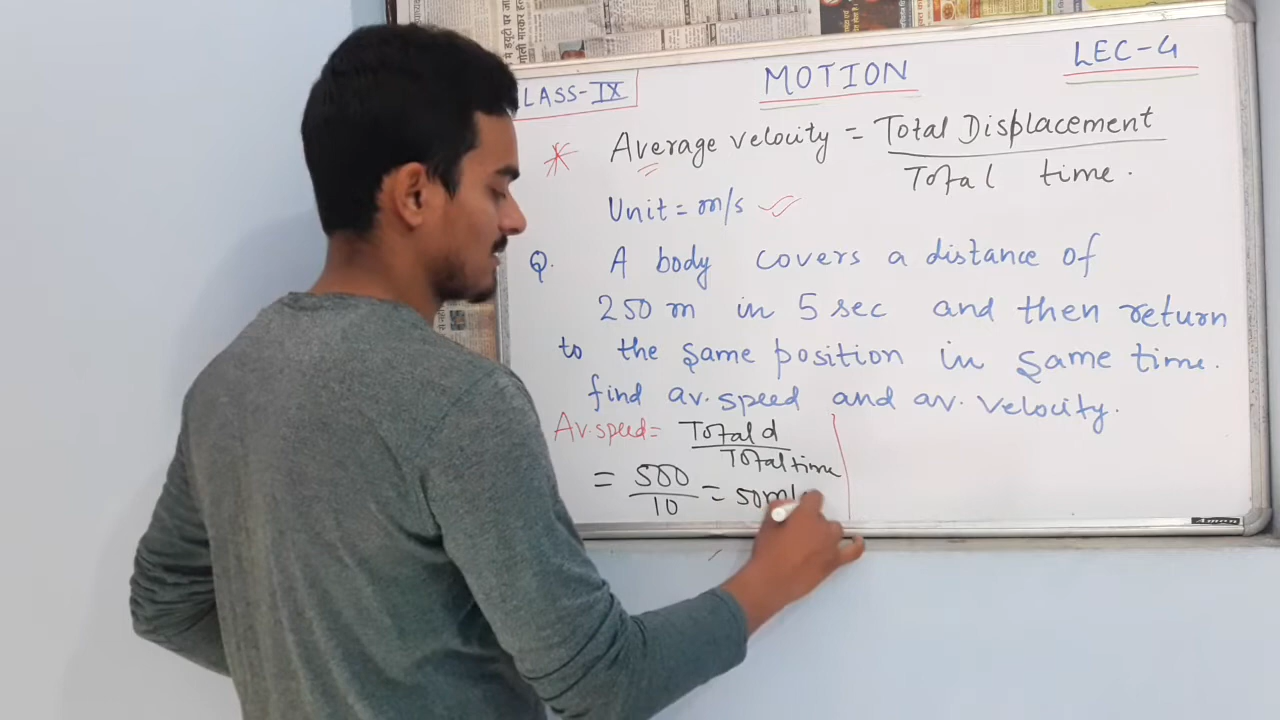 LASS-IX
MOTION
LEC-4
Average velocity = Total Displacement
Total time.
Unit = m/s
Q. A body covers a distance of
250 m in 5 sec and then return
to the same position in same time.
find av. speed and av. velocity.
Av. speed = Total d
Total time
= 500
10
= 50m/
Aman